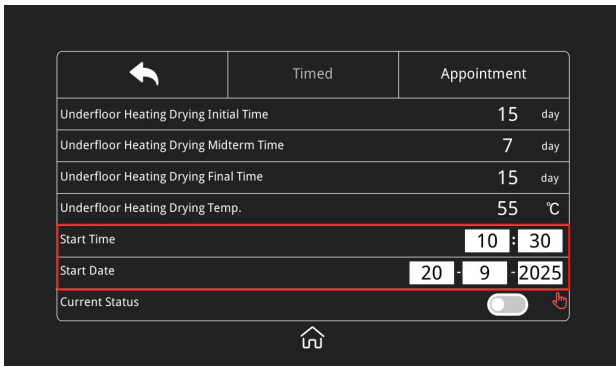 Timed Appointment
Underfloor Heating Drying Initial Time 15 day
Underfloor Heating Drying Midterm Time 7 day
Underfloor Heating Drying Final Time 15 day
Underfloor Heating Drying Temp. 55 ℃
Start Time 10 : 30
Start Date 20 - 9 - 2025
Current Status